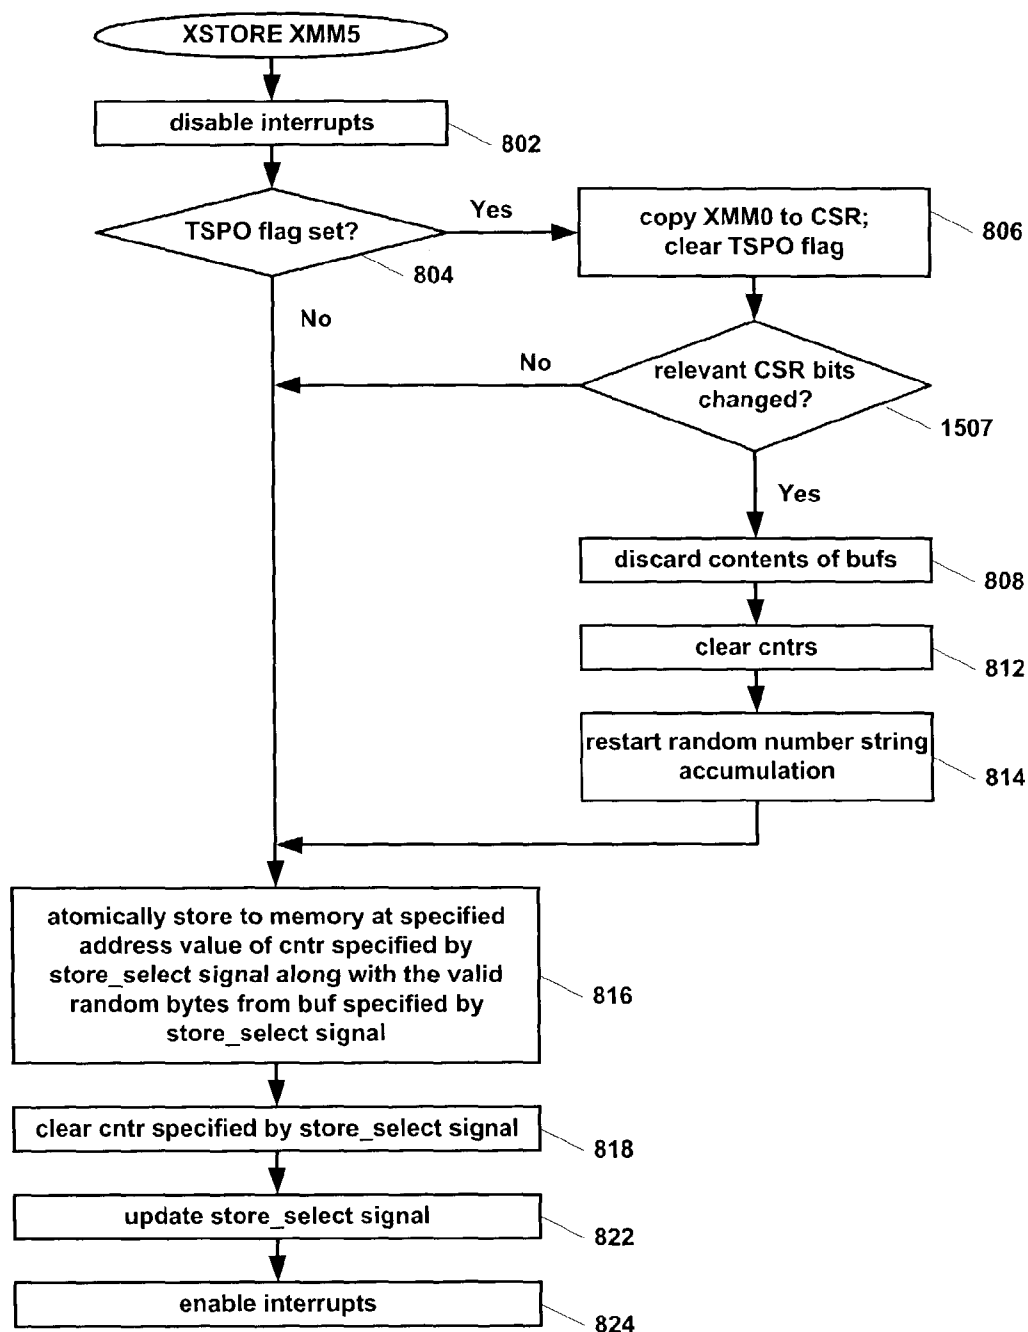 XSTORE XMM5
disable interrupts
802
TSPO flag set?
804
Yes
No
copy XMM0 to CSR;
clear TSPO flag
806
relevant CSR bits
changed?
1507
No
Yes
discard contents of bufs
808
clear cntrs
812
restart random number string
accumulation
814
atomically store to memory at specified
address value of cntr specified by
store_select signal along with the valid
random bytes from buf specified by
store_select signal
816
clear cntr specified by store_select signal
818
update store_select signal
822
enable interrupts
824